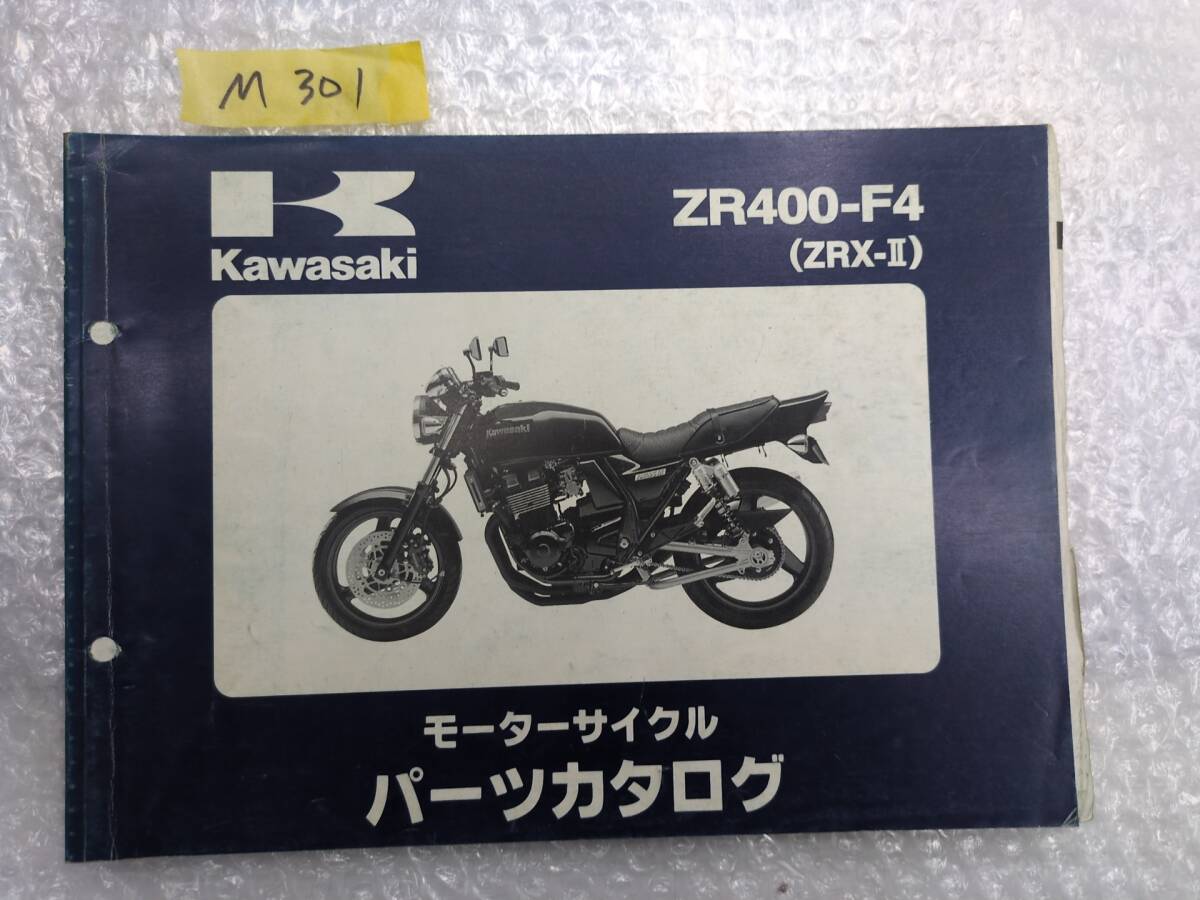 M 301
Kawasaki
ZR400-F4
(ZRX-Ⅱ)
Kawasaki
モーターサイクル
パーツカタログ